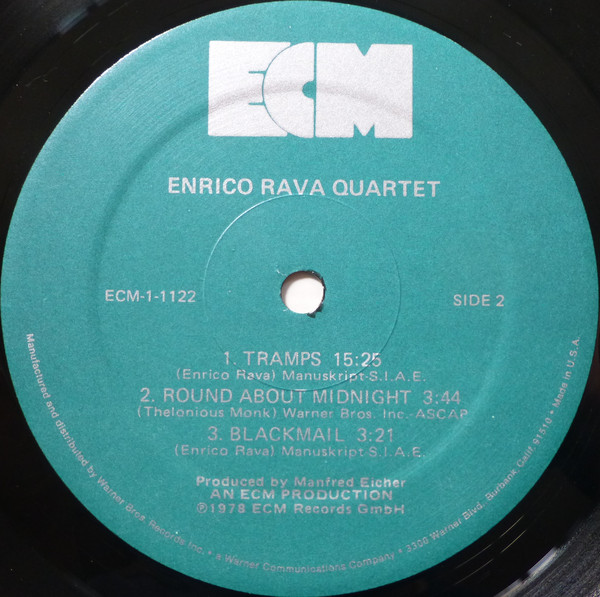 ECM
ENRICO RAVA QUARTET
ECM-1-1122
SIDE 2
1. TRAMPS 15:25
(Enrico Rava) Manuskript-S.I.A.E.
2. ROUND ABOUT MIDNIGHT 3:44
(Thelonious Monk) Warner Bros. Inc.-ASCAP
3. BLACKMAIL 3:21
(Enrico Rava) Manuskript-S.I.A.E.
Produced by Manfred Eicher
AN ECM PRODUCTION
℗1978 ECM Records GmbH
Manufactured and distributed by Warner Bros. Records Inc. • a Warner Communications Company • 3300 Warner Blvd. Burbank Calif. 91510 • Made in U.S.A.